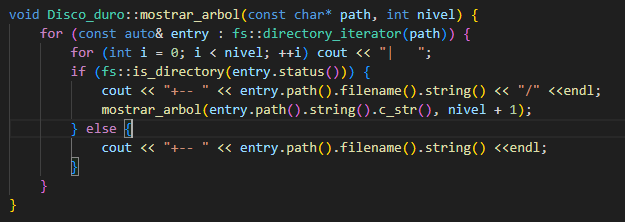 void Disco_duro::mostrar_arbol(const char* path, int nivel) {
    for (const auto& entry : fs::directory_iterator(path)) {
        for (int i = 0; i < nivel; ++i) cout << "|   ";
        if (fs::is_directory(entry.status())) {
            cout << "+-- " << entry.path().filename().string() << "/" <<endl;
            mostrar_arbol(entry.path().string().c_str(), nivel + 1);
        } else {
            cout << "+-- " << entry.path().filename().string() <<endl;
        }
    }
}